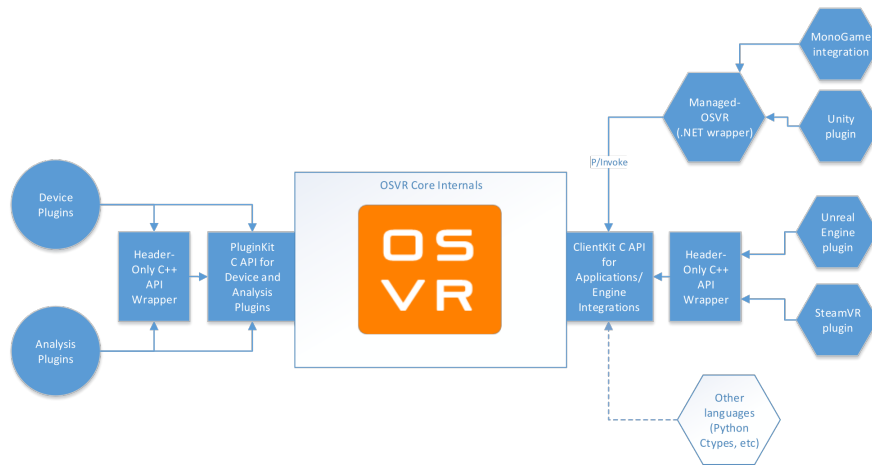 MonoGame
integration
Managed-
OSVR
(.NET wrapper)
Unity
plugin
P/Invoke
OSVR Core Internals
OS
VR
Device
Plugins
Header-
Only C++
API
Wrapper
PluginKit
C API for
Device and
Analysis
Plugins
Analysis
Plugins
ClientKit C API
for
Applications/
Engine
Integrations
Header-
Only C++
API
Wrapper
Unreal
Engine
plugin
SteamVR
plugin
Other
languages
(Python
Ctypes, etc)